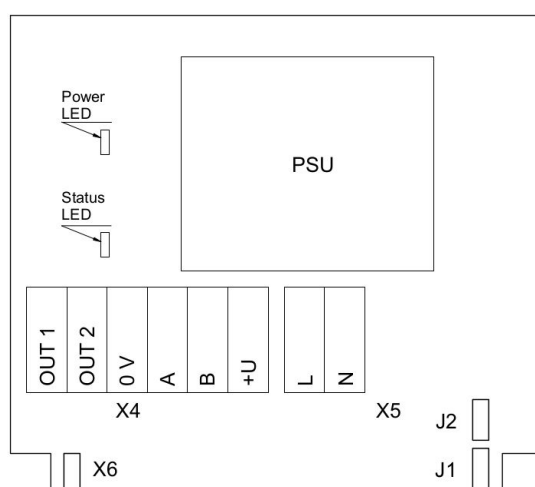 Power
LED
PSU
Status
LED
OUT 1
OUT 2
0 V
A
B
+U
L
N
X4
X5
J2
X6
J1